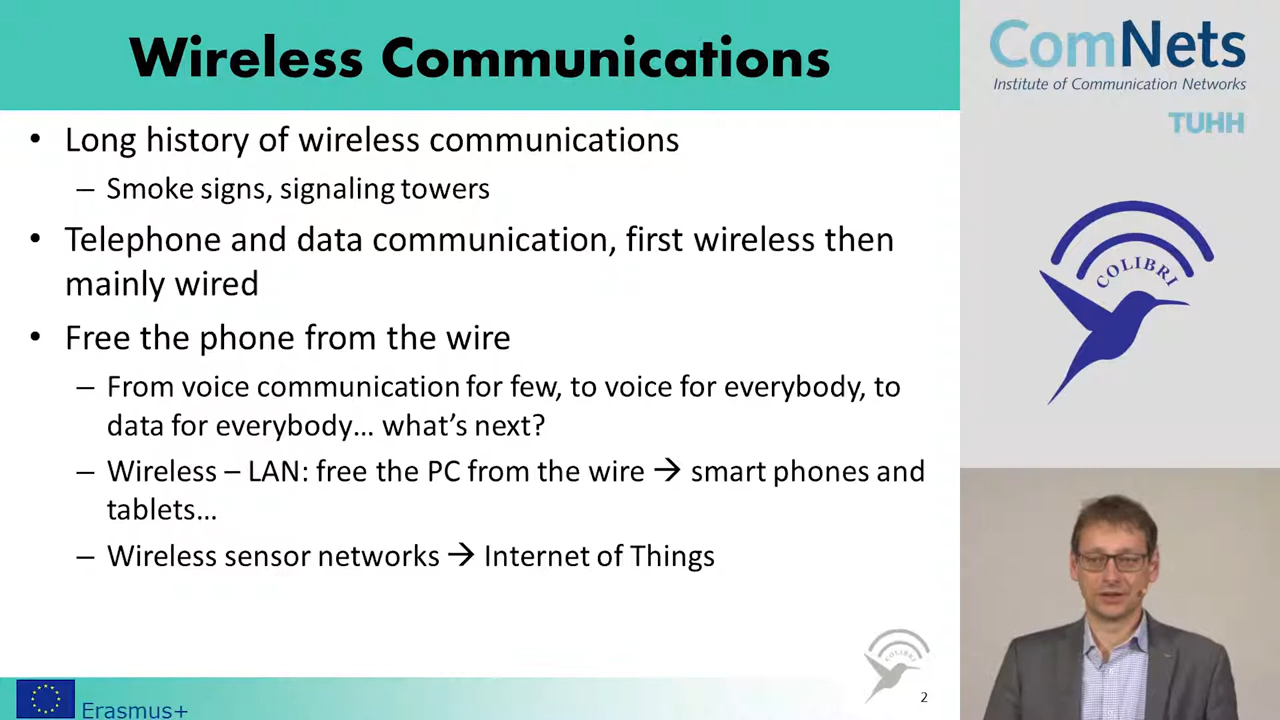 Wireless Communications
• Long history of wireless communications
– Smoke signs, signaling towers
• Telephone and data communication, first wireless then
mainly wired
• Free the phone from the wire
– From voice communication for few, to voice for everybody, to
data for everybody… what's next?
– Wireless – LAN: free the PC from the wire → smart phones and
tablets…
– Wireless sensor networks → Internet of Things
COLIBRI
2
Erasmus+
ComNets
Institute of Communication Networks
TUHH
COLIBRI